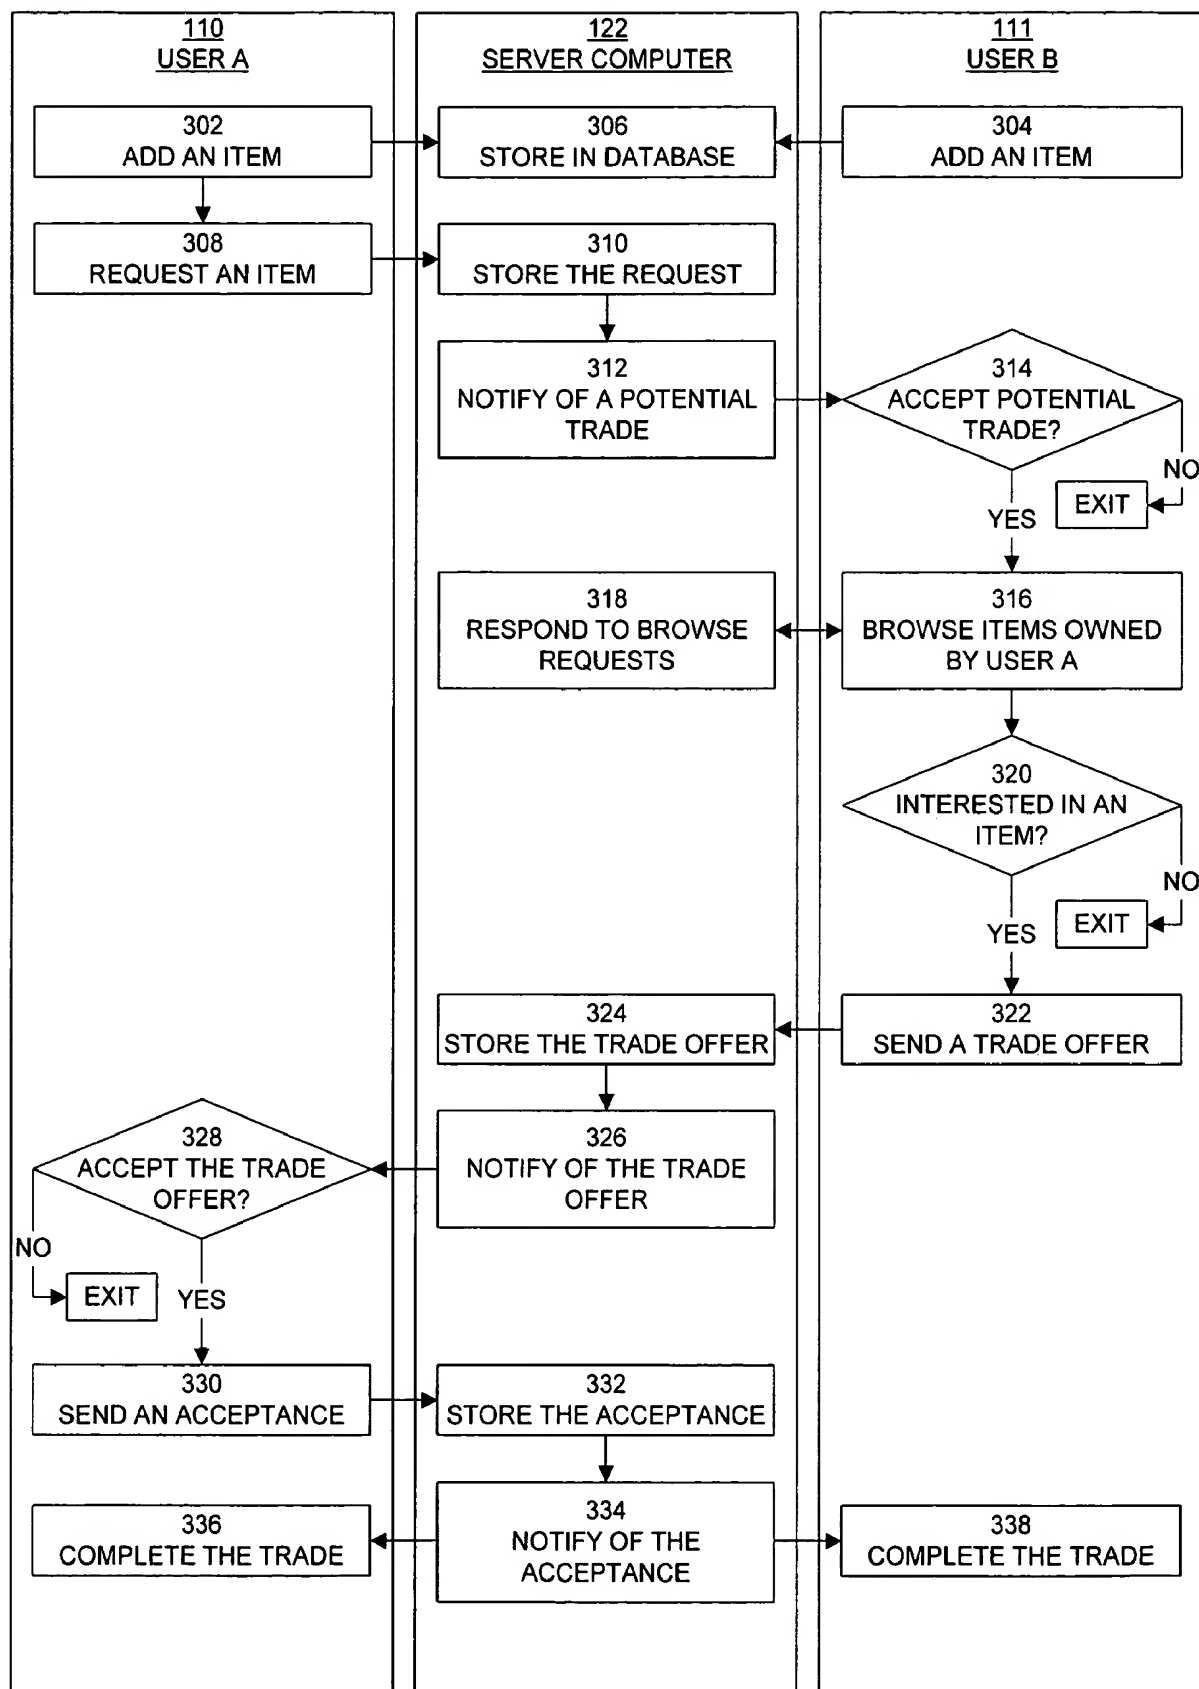 110
USER A
122
SERVER COMPUTER
111
USER B
302
ADD AN ITEM
306
STORE IN DATABASE
304
ADD AN ITEM
308
REQUEST AN ITEM
310
STORE THE REQUEST
312
NOTIFY OF A POTENTIAL
TRADE
314
ACCEPT POTENTIAL
TRADE?
NO
EXIT
YES
318
RESPOND TO BROWSE
REQUESTS
316
BROWSE ITEMS OWNED
BY USER A
320
INTERESTED IN AN
ITEM?
NO
EXIT
YES
324
STORE THE TRADE OFFER
322
SEND A TRADE OFFER
328
ACCEPT THE TRADE
OFFER?
326
NOTIFY OF THE TRADE
OFFER
NO
EXIT
YES
330
SEND AN ACCEPTANCE
332
STORE THE ACCEPTANCE
336
COMPLETE THE TRADE
334
NOTIFY OF THE
ACCEPTANCE
338
COMPLETE THE TRADE